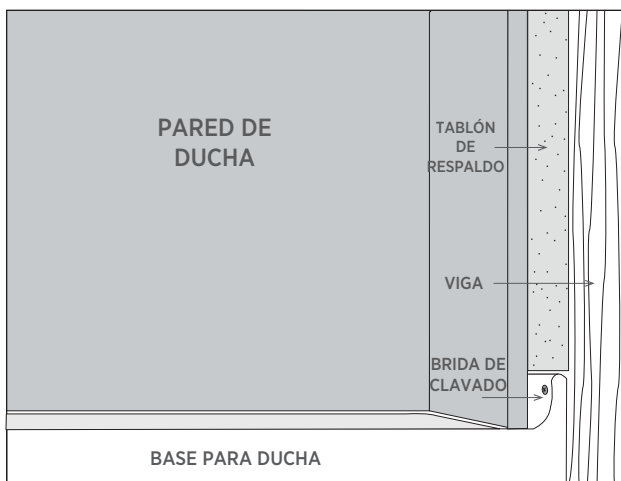 PARED DE
DUCHA
TABLÓN
DE
RESPALDO
VIGA
BRIDA DE
CLAVADO
BASE PARA DUCHA